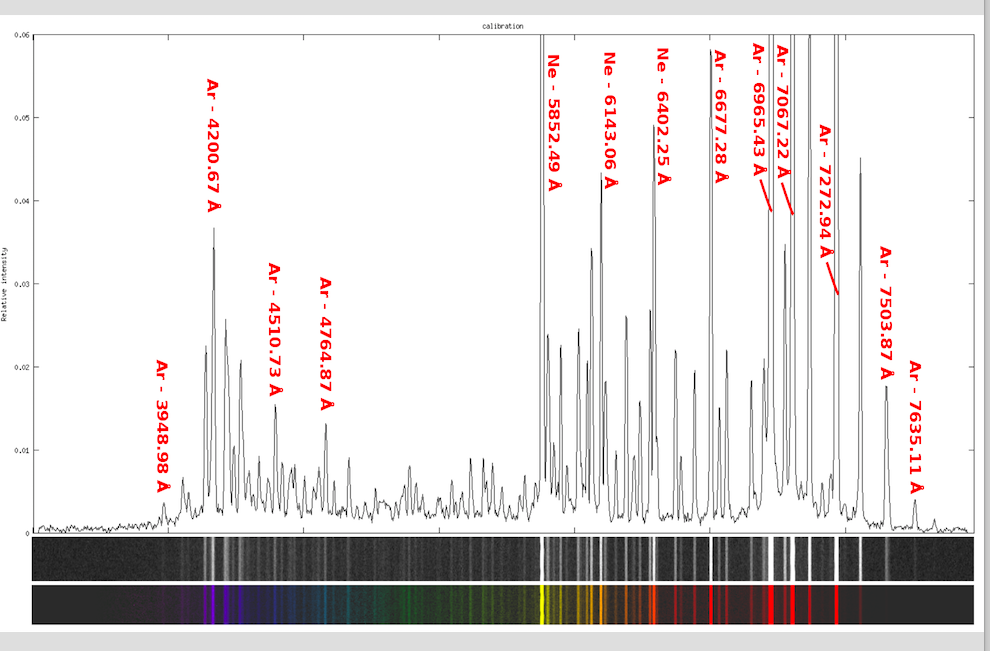 calibration
0.06
0.05
0.04
0.03
0.02
0.01
0
Relative intensity
Ar - 3948.98 Å
Ar - 4200.67 Å
Ar - 4510.73 Å
Ar - 4764.87 Å
Ne - 5852.49 Å
Ne - 6143.06 Å
Ne - 6402.25 Å
Ar - 6677.28 Å
Ar - 6965.43 Å
Ar - 7067.22 Å
Ar - 7272.94 Å
Ar - 7503.87 Å
Ar - 7635.11 Å